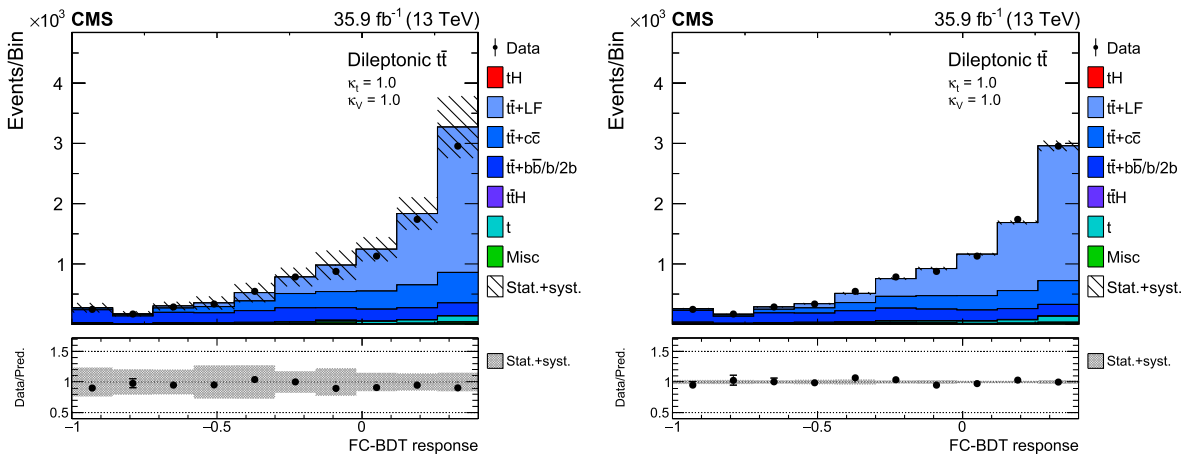 ×10³ CMS 35.9 fb⁻¹ (13 TeV)
Events/Bin
4
3
2
1
Dileptonic tt̄
κt = 1.0
κV = 1.0
Data
tH
tt̄+LF
tt̄+cc̄
tt̄+bb̄/b/2b
tt̄H
t
Misc
Stat.+syst.
Data/Pred.
1.5
1
0.5
Stat.+syst.
−1 −0.5 0
FC-BDT response
×10³ CMS 35.9 fb⁻¹ (13 TeV)
Events/Bin
4
3
2
1
Dileptonic tt̄
κt = 1.0
κV = 1.0
Data
tH
tt̄+LF
tt̄+cc̄
tt̄+bb̄/b/2b
tt̄H
t
Misc
Stat.+syst.
Data/Pred.
1.5
1
0.5
Stat.+syst.
−1 −0.5 0
FC-BDT response